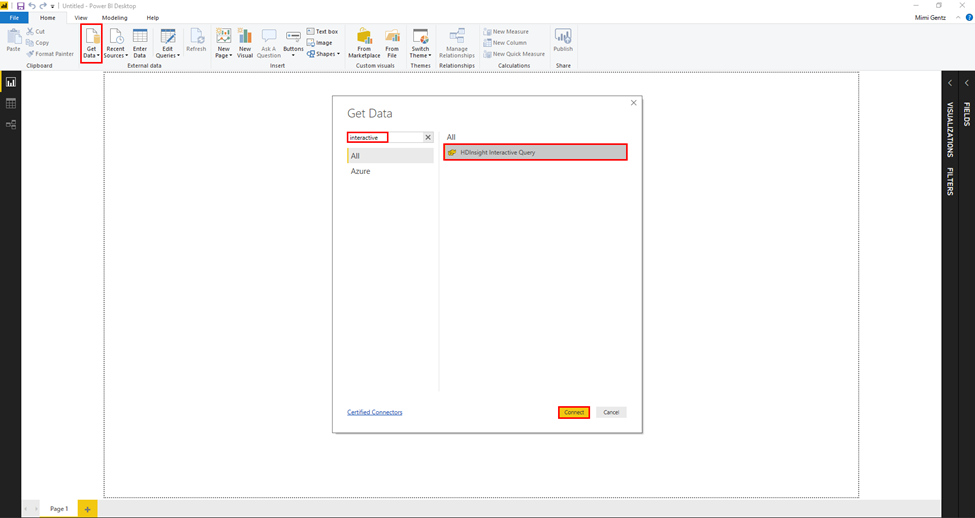 Untitled - Power BI Desktop
File Home View Modeling Help Mimi Gentz
Paste
Cut
Copy
Format Painter
Clipboard
Get Data
Recent Sources
Enter Data
Edit Queries
External data
Refresh
New Page
New Visual
Ask A Question
Buttons
Text box
Image
Shapes
Insert
From Marketplace
From File
Custom visuals
Switch Theme
Themes
Manage Relationships
Relationships
New Measure
New Column
New Quick Measure
Calculations
Publish
Share
Get Data
interactive
All
Azure
All
HDInsight Interactive Query
Certified Connectors
Connect Cancel
VISUALIZATIONS
FILTERS
FIELDS
Page 1